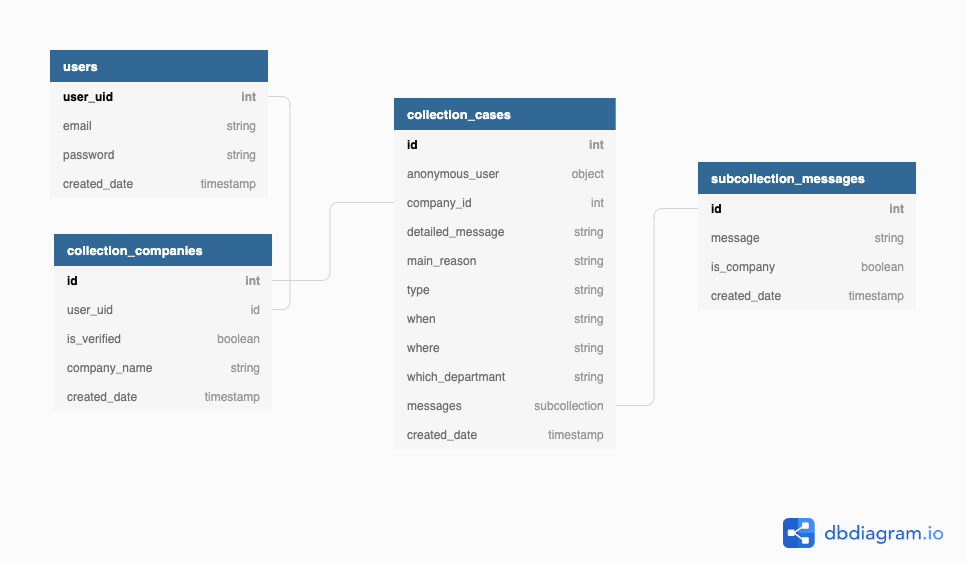 users
user_uid int
email string
password string
created_date timestamp
collection_companies
id int
user_uid id
is_verified boolean
company_name string
created_date timestamp
collection_cases
id int
anonymous_user object
company_id int
detailed_message string
main_reason string
type string
when string
where string
which_departmant string
messages subcollection
created_date timestamp
subcollection_messages
id int
message string
is_company boolean
created_date timestamp
dbdiagram.io